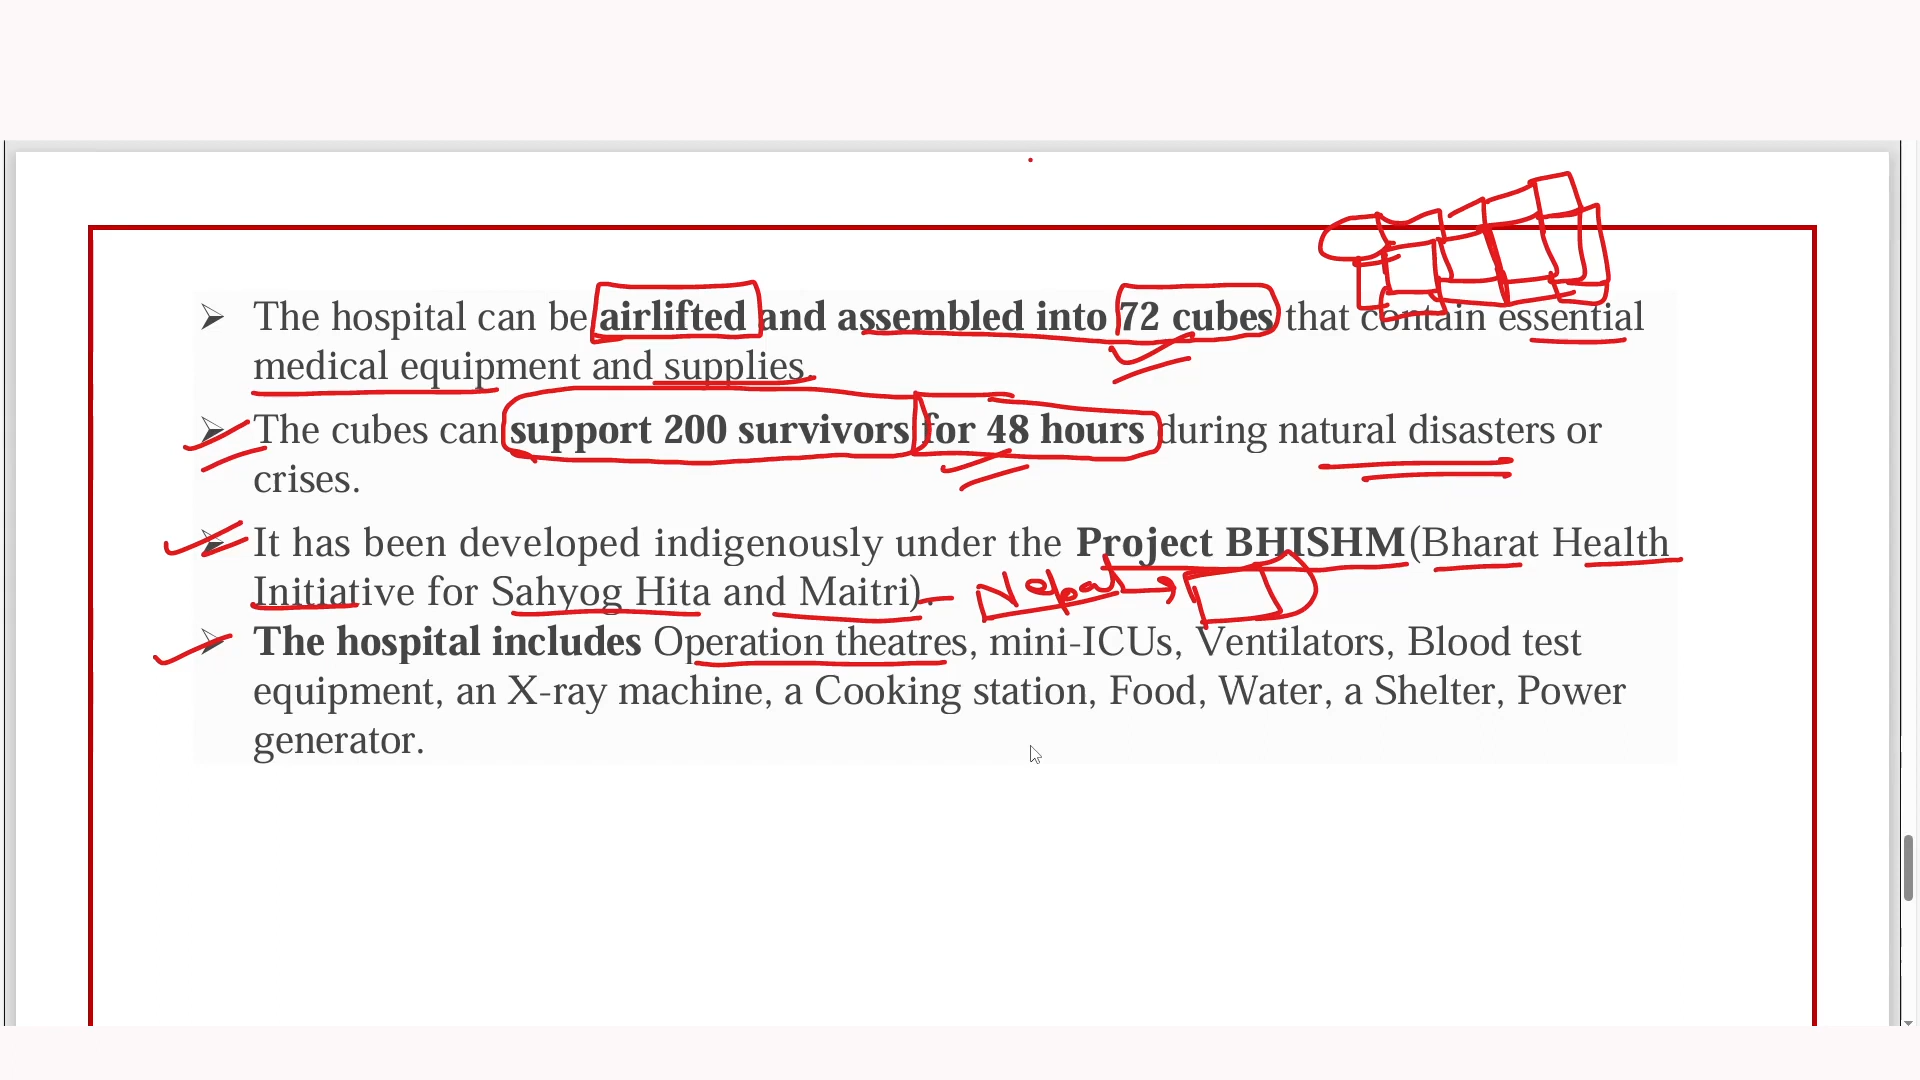 ➢ The hospital can be airlifted and assembled into 72 cubes that contain essential
medical equipment and supplies.
➢ The cubes can support 200 survivors for 48 hours during natural disasters or
crises.
➢ It has been developed indigenously under the Project BHISHM(Bharat Health
Initiative for Sahyog Hita and Maitri). Nepal →
➢ The hospital includes Operation theatres, mini-ICUs, Ventilators, Blood test
equipment, an X-ray machine, a Cooking station, Food, Water, a Shelter, Power
generator.